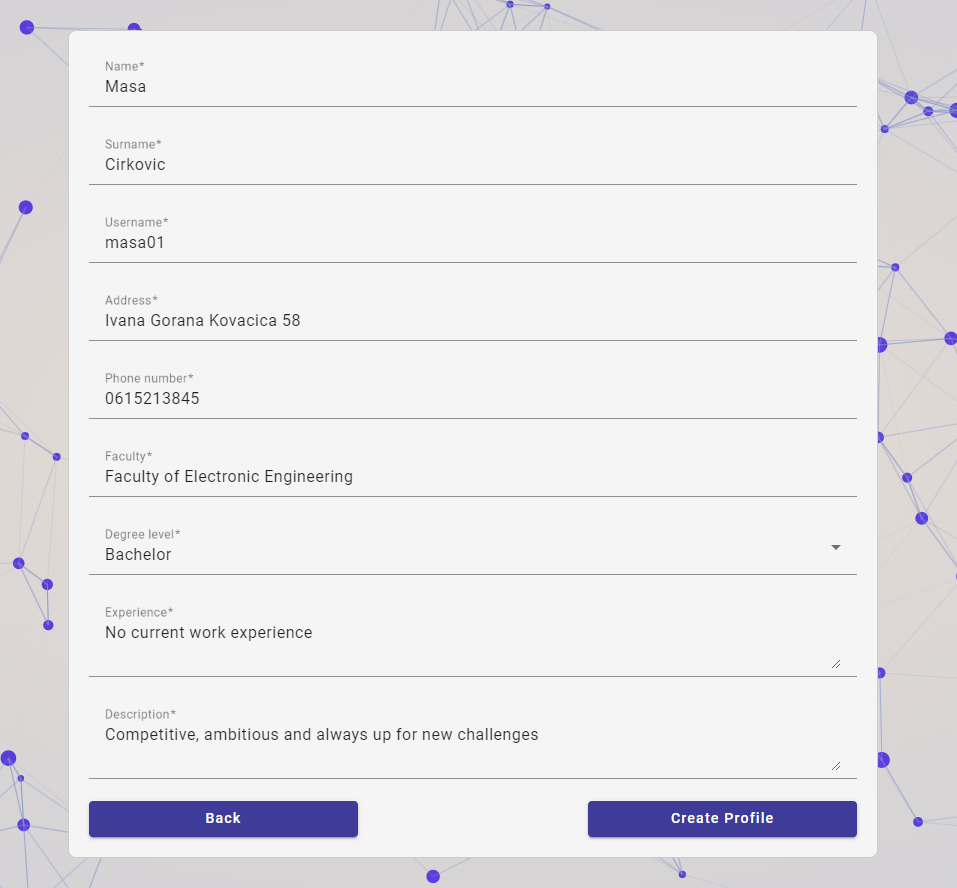 Name*
Masa
Surname*
Cirkovic
Username*
masa01
Address*
Ivana Gorana Kovacica 58
Phone number*
0615213845
Faculty*
Faculty of Electronic Engineering
Degree level*
Bachelor
Experience*
No current work experience
Description*
Competitive, ambitious and always up for new challenges
Back
Create Profile